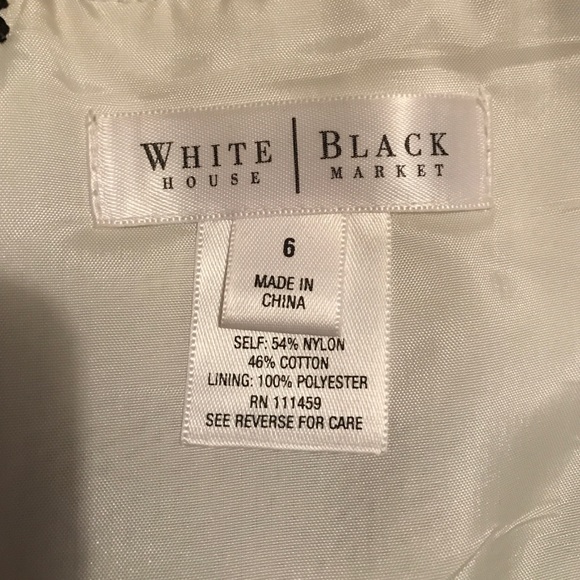 WHITE HOUSE | BLACK MARKET
6
MADE IN
CHINA
SELF: 54% NYLON
46% COTTON
LINING: 100% POLYESTER
RN 111459
SEE REVERSE FOR CARE